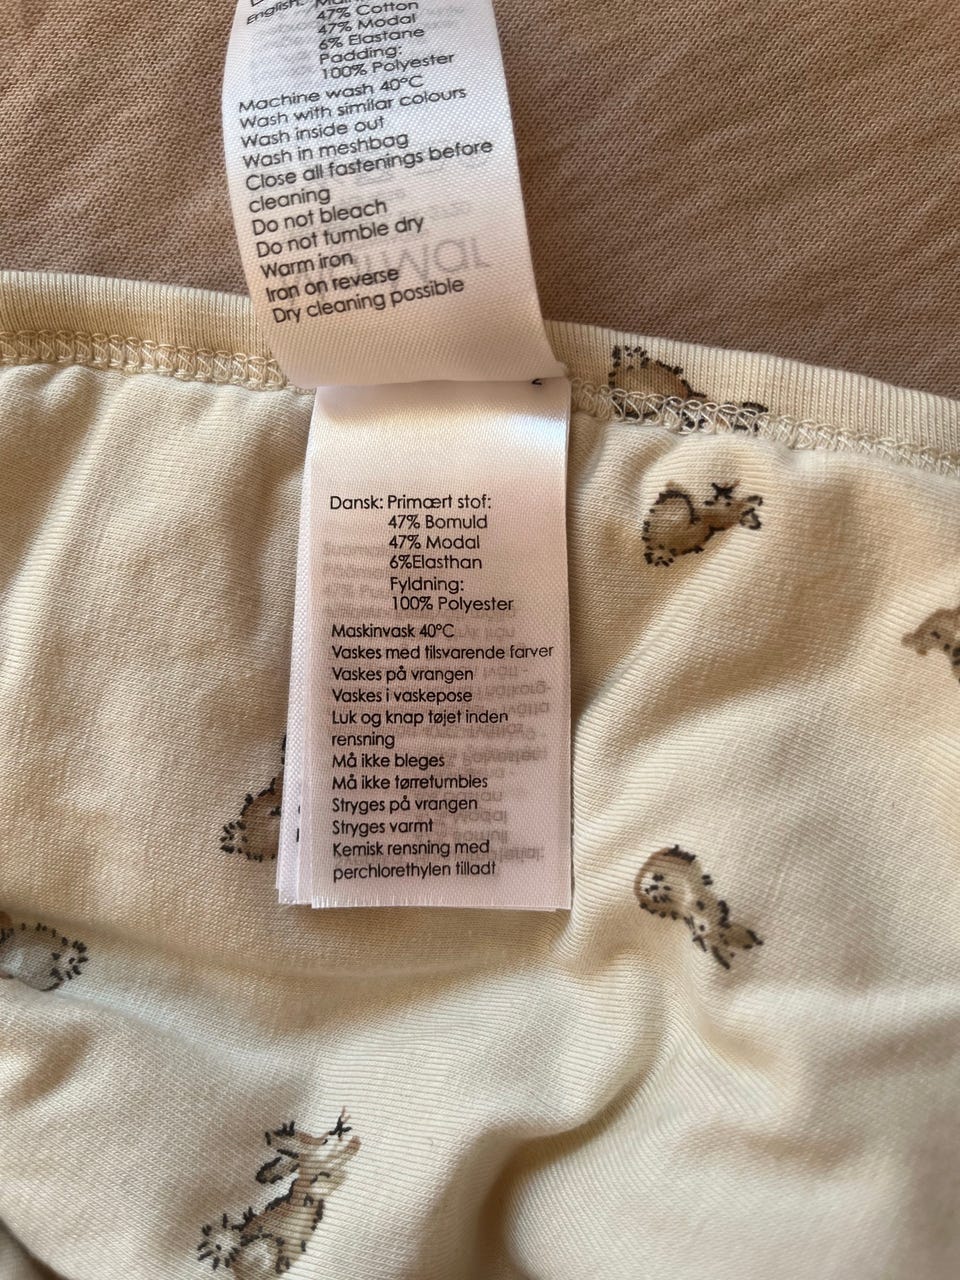 English:
47% Cotton
47% Modal
6% Elastane
Padding:
100% Polyester
Machine wash 40°C
Wash with similar colours
Wash inside out
Wash in meshbag
Close all fastenings before
cleaning
Do not bleach
Do not tumble dry
Warm iron
Iron on reverse
Dry cleaning possible
Dansk: Primært stof:
47% Bomuld
47% Modal
6%Elasthan
Fyldning:
100% Polyester
Maskinvask 40°C
Vaskes med tilsvarende farver
Vaskes på vrangen
Vaskes i vaskepose
Luk og knap tøjet inden
rensning
Må ikke bleges
Må ikke tørretumbles
Stryges på vrangen
Stryges varmt
Kemisk rensning med
perchlorethylen tilladt